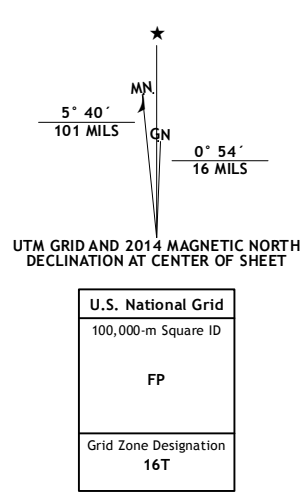 ★
MN.
5° 40´
101 MILS
GN
0° 54´
16 MILS
UTM GRID AND 2014 MAGNETIC NORTH
DECLINATION AT CENTER OF SHEET
U.S. National Grid
100,000-m Square ID
FP
Grid Zone Designation
16T